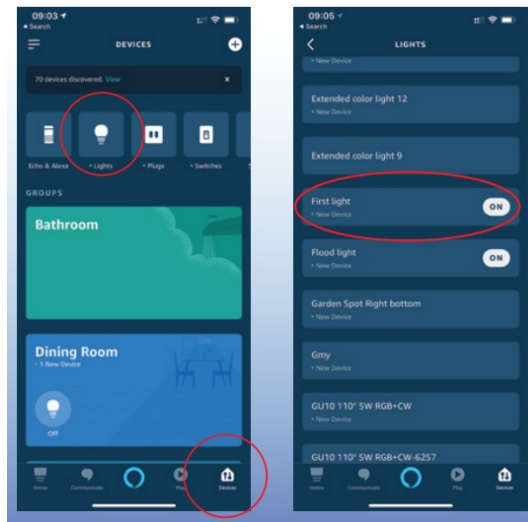 09:03
Search
DEVICES
70 devices discovered. View
Echo & Alexa
Lights
Plugs
Switches
GROUPS
Bathroom
Dining Room
1 New Device
Off
Home
Communicate
Play
Devices
09:05
Search
LIGHTS
New Device
Extended color light 12
New Device
Extended color light 9
First light
New Device
ON
Flood light
New Device
ON
Garden Spot Right bottom
New Device
Gmy
New Device
GU10 110° 5W RGB+CW
New Device
GU10 110° 5W RGB+CW-6257
Home
Communicate
Play
Devices